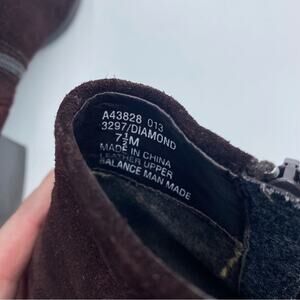 A43828 013
3297/DIAMOND
7½M
MADE IN CHINA
LEATHER UPPER
BALANCE MAN MADE